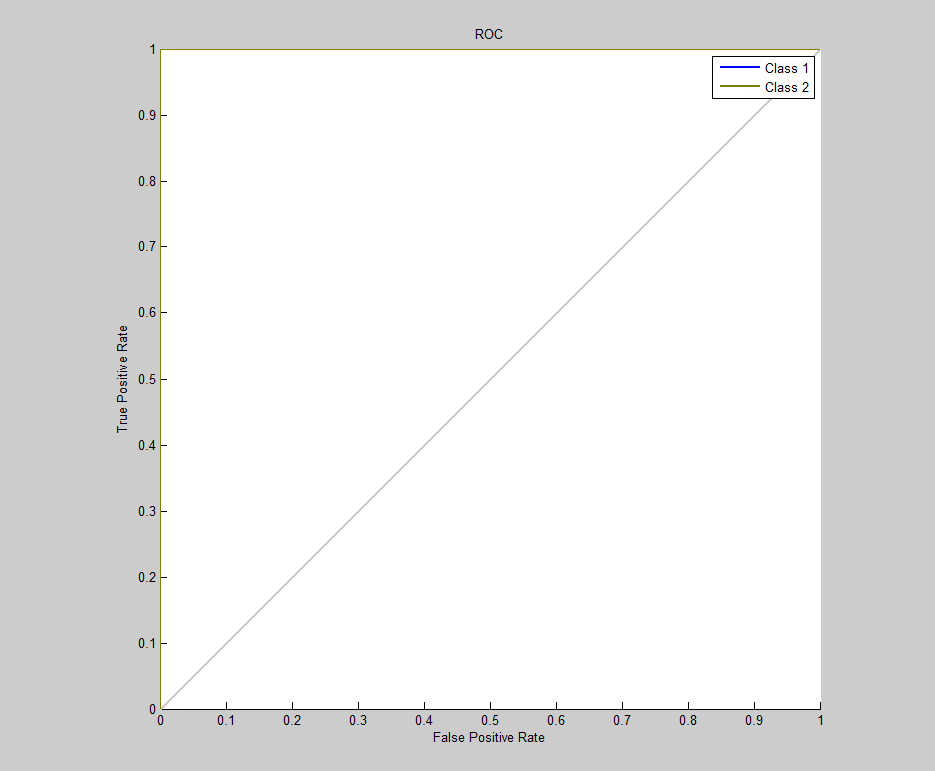 ROC
Class 1
Class 2
1
0.9
0.8
0.7
0.6
0.5
0.4
0.3
0.2
0.1
0
True Positive Rate
0 0.1 0.2 0.3 0.4 0.5 0.6 0.7 0.8 0.9 1
False Positive Rate